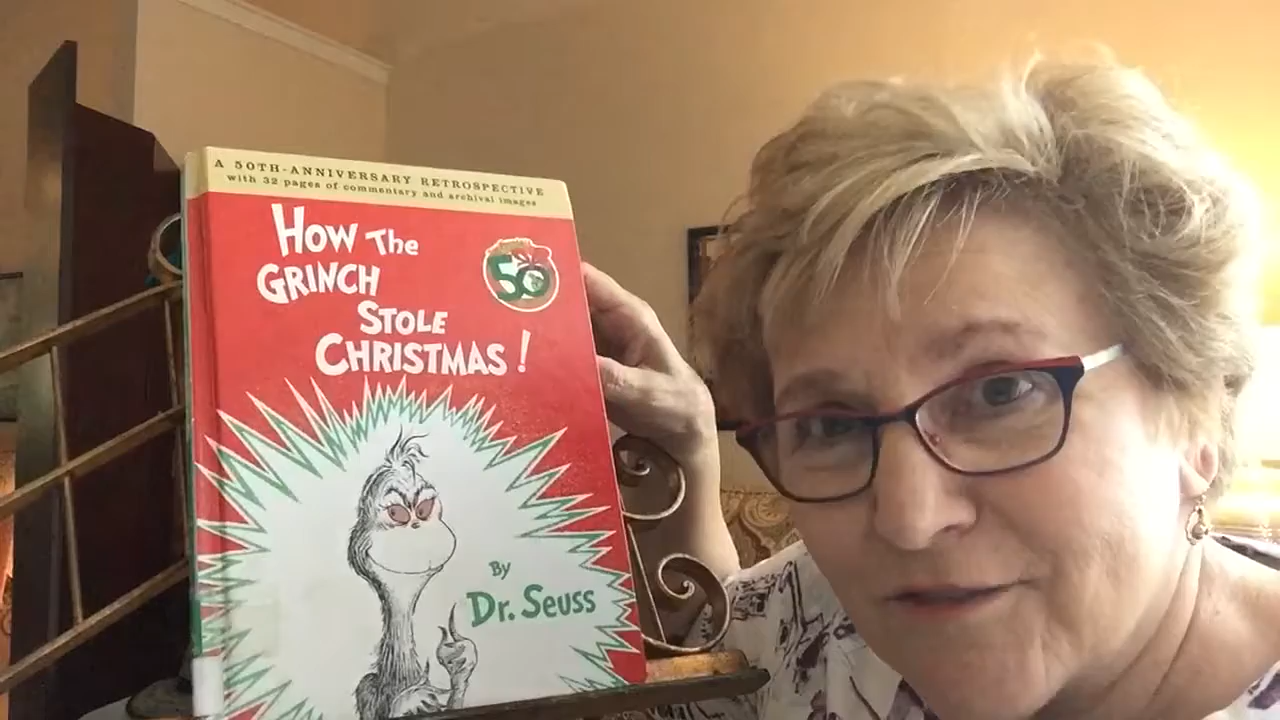 A 50TH-ANNIVERSARY RETROSPECTIVE
with 32 pages of commentary and archival images
HOW THE
GRINCH
STOLE
CHRISTMAS!
50
By
Dr. Seuss